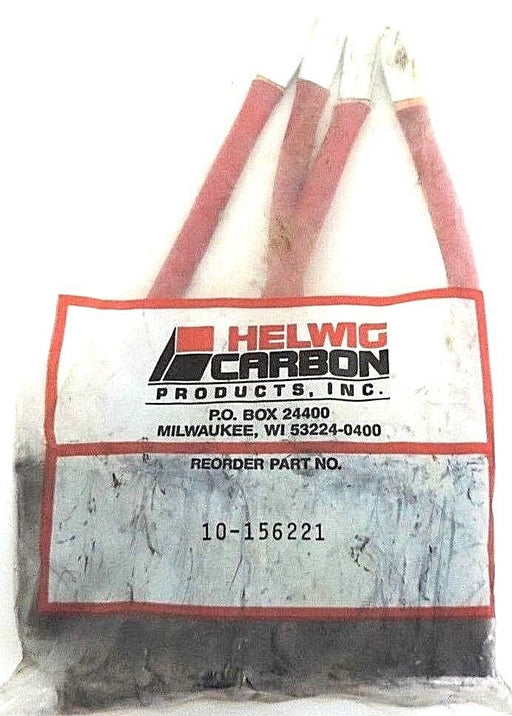 HELWIG
CARBON
PRODUCTS, INC.
P.O. BOX 24400
MILWAUKEE, WI 53224-0400
REORDER PART NO.
10-156221